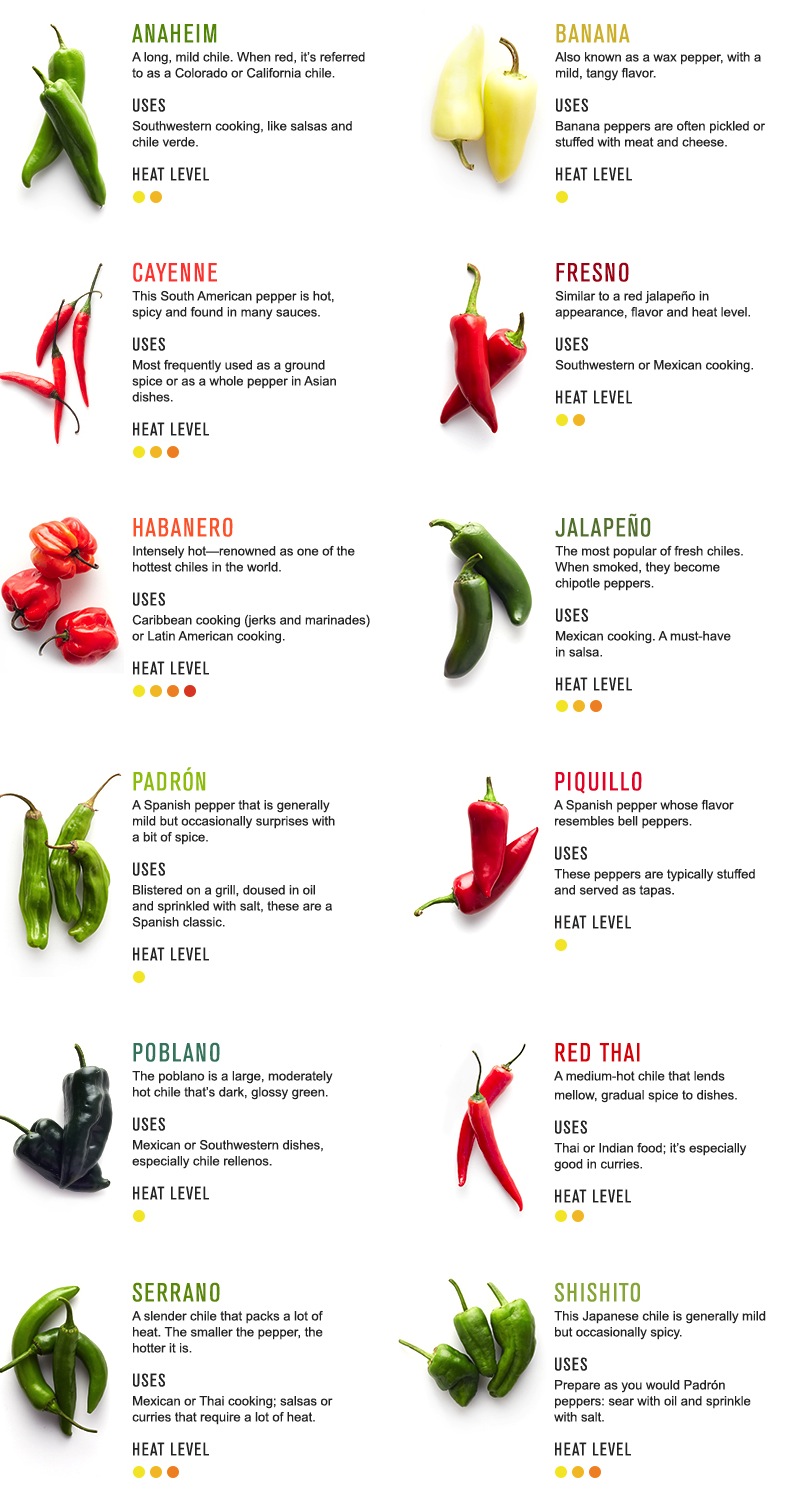 ANAHEIM
A long, mild chile. When red, it's referred
to as a Colorado or California chile.
USES
Southwestern cooking, like salsas and
chile verde.
HEAT LEVEL
BANANA
Also known as a wax pepper, with a
mild, tangy flavor.
USES
Banana peppers are often pickled or
stuffed with meat and cheese.
HEAT LEVEL
CAYENNE
This South American pepper is hot,
spicy and found in many sauces.
USES
Most frequently used as a ground
spice or as a whole pepper in Asian
dishes.
HEAT LEVEL
FRESNO
Similar to a red jalapeño in
appearance, flavor and heat level.
USES
Southwestern or Mexican cooking.
HEAT LEVEL
HABANERO
Intensely hot—renowned as one of the
hottest chiles in the world.
USES
Caribbean cooking (jerks and marinades)
or Latin American cooking.
HEAT LEVEL
JALAPEÑO
The most popular of fresh chiles.
When smoked, they become
chipotle peppers.
USES
Mexican cooking. A must-have
in salsa.
HEAT LEVEL
PADRÓN
A Spanish pepper that is generally
mild but occasionally surprises with
a bit of spice.
USES
Blistered on a grill, doused in oil
and sprinkled with salt, these are a
Spanish classic.
HEAT LEVEL
PIQUILLO
A Spanish pepper whose flavor
resembles bell peppers.
USES
These peppers are typically stuffed
and served as tapas.
HEAT LEVEL
POBLANO
The poblano is a large, moderately
hot chile that's dark, glossy green.
USES
Mexican or Southwestern dishes,
especially chile rellenos.
HEAT LEVEL
RED THAI
A medium-hot chile that lends
mellow, gradual spice to dishes.
USES
Thai or Indian food; it's especially
good in curries.
HEAT LEVEL
SERRANO
A slender chile that packs a lot of
heat. The smaller the pepper, the
hotter it is.
USES
Mexican or Thai cooking; salsas or
curries that require a lot of heat.
HEAT LEVEL
SHISHITO
This Japanese chile is generally mild
but occasionally spicy.
USES
Prepare as you would Padrón
peppers: sear with oil and sprinkle
with salt.
HEAT LEVEL